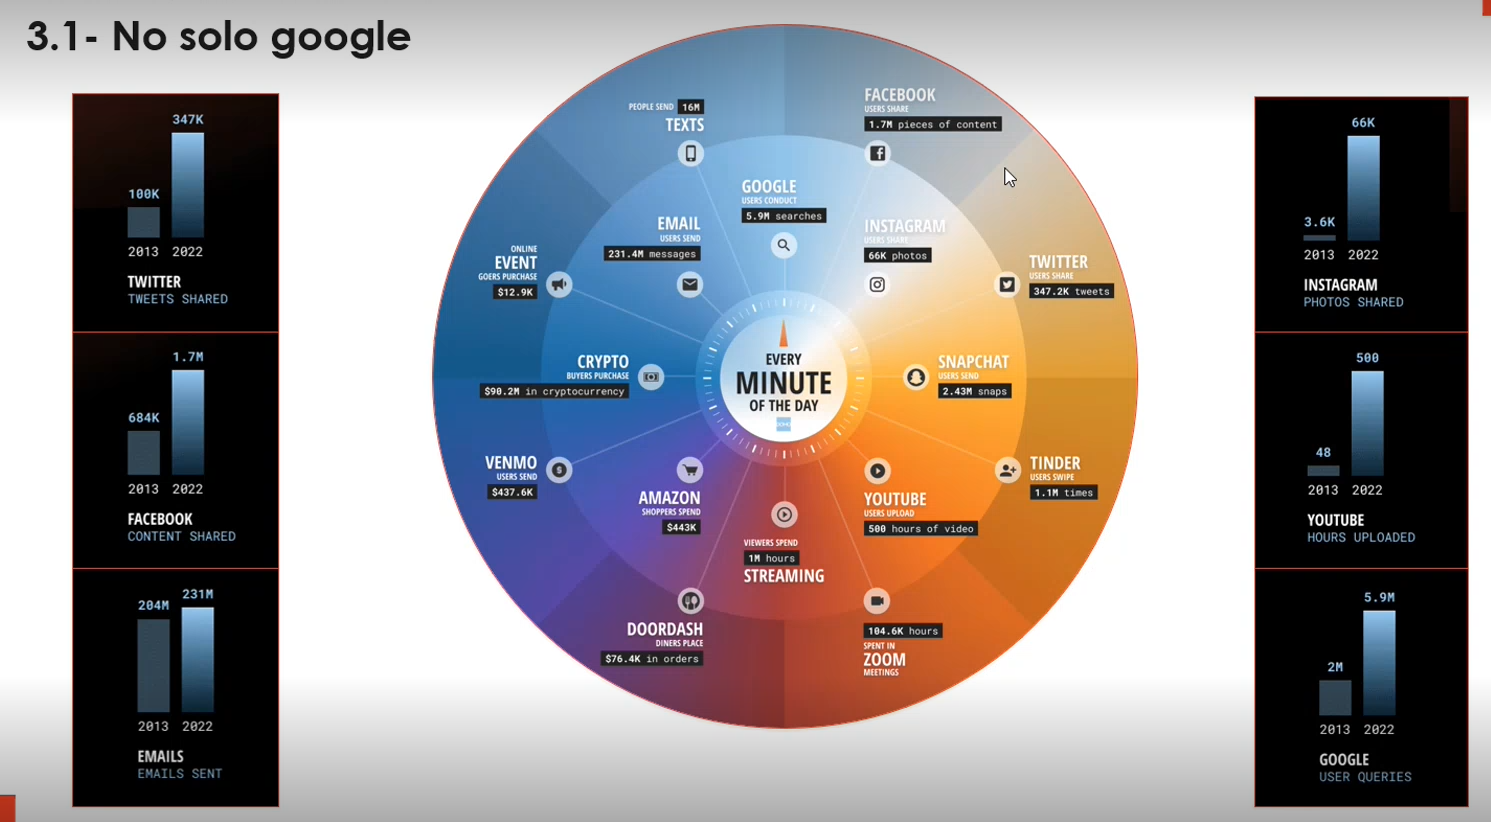 3.1- No solo google
347K
100K
2013 2022
TWITTER
TWEETS SHARED
1.7M
684K
2013 2022
FACEBOOK
CONTENT SHARED
204M 231M
2013 2022
EMAILS
EMAILS SENT
PEOPLE SEND 16M
TEXTS
FACEBOOK
USERS SHARE
1.7M pieces of content
GOOGLE
USERS CONDUCT
5.9M searches
EMAIL
USERS SEND
231.4M messages
INSTAGRAM
USERS SHARE
66K photos
ONLINE
EVENT
GOERS PURCHASE
$12.9K
TWITTER
USERS SHARE
347.2K tweets
CRYPTO
BUYERS PURCHASE
$90.2M in cryptocurrency
EVERY
MINUTE
OF THE DAY
SNAPCHAT
USERS SEND
2.43M snaps
VENMO
USERS SEND
$437.6K
AMAZON
SHOPPERS SPEND
$443K
VIEWERS SPEND
1M hours
STREAMING
YOUTUBE
USERS UPLOAD
500 hours of video
TINDER
USERS SWIPE
1.1M times
DOORDASH
DINERS PLACE
$76.4K in orders
104.6K hours
SPENT IN
ZOOM
MEETINGS
66K
3.6K
2013 2022
INSTAGRAM
PHOTOS SHARED
500
48
2013 2022
YOUTUBE
HOURS UPLOADED
5.9M
2M
2013 2022
GOOGLE
USER QUERIES